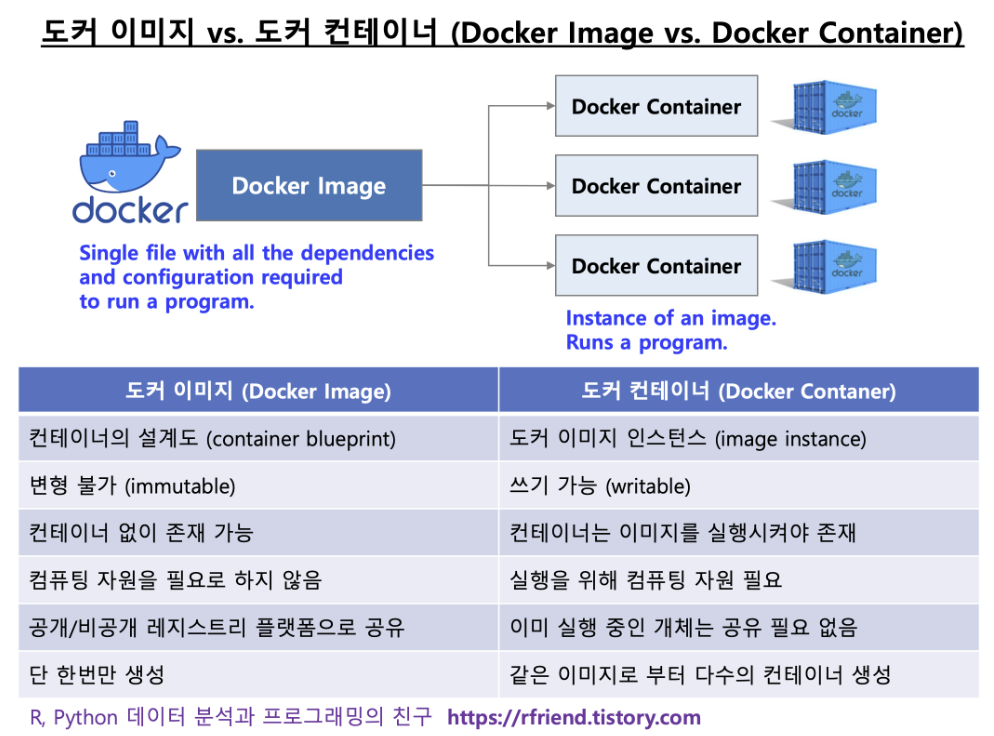 도커 이미지 vs. 도커 컨테이너 (Docker Image vs. Docker Container)
docker
Docker Image
Single file with all the dependencies
and configuration required
to run a program.
Docker Container
docker
Docker Container
docker
Docker Container
docker
Instance of an image.
Runs a program.
도커 이미지 (Docker Image)
도커 컨테이너 (Docker Contaner)
컨테이너의 설계도 (container blueprint)
도커 이미지 인스턴스 (image instance)
변형 불가 (immutable)
쓰기 가능 (writable)
컨테이너 없이 존재 가능
컨테이너는 이미지를 실행시켜야 존재
컴퓨팅 자원을 필요로 하지 않음
실행을 위해 컴퓨팅 자원 필요
공개/비공개 레지스트리 플랫폼으로 공유
이미 실행 중인 개체는 공유 필요 없음
단 한번만 생성
같은 이미지로 부터 다수의 컨테이너 생성
R, Python 데이터 분석과 프로그래밍의 친구 https://rfriend.tistory.com